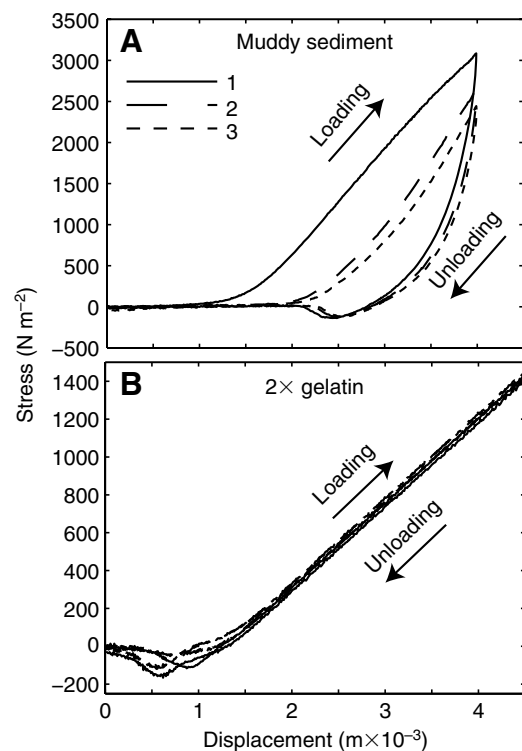 A
Muddy sediment
1
2
3
Loading
Unloading
3500
3000
2500
2000
1500
1000
500
0
−500
Stress (N m−2)
B
2× gelatin
Loading
Unloading
1400
1200
1000
800
600
400
200
0
−200
0 1 2 3 4
Displacement (m×10−3)